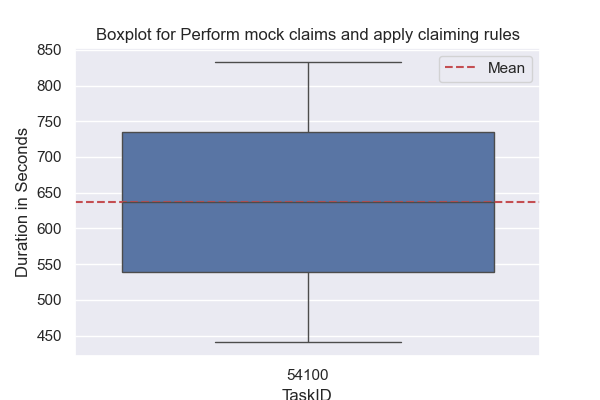 Boxplot for Perform mock claims and apply claiming rules
Mean
Duration in Seconds
850
800
750
700
650
600
550
500
450
54100
TaskID